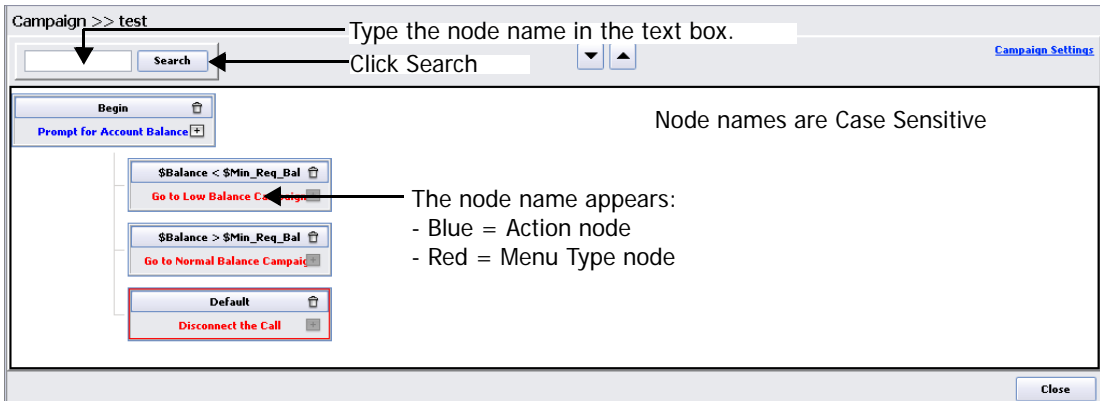 Campaign >> test
Type the node name in the text box.
Search
Click Search
Campaign Settings
Begin
Prompt for Account Balance
Node names are Case Sensitive
$Balance < $Min_Req_Bal
Go to Low Balance Campaign
The node name appears:
- Blue = Action node
- Red = Menu Type node
$Balance > $Min_Req_Bal
Go to Normal Balance Campaig
Default
Disconnect the Call
Close